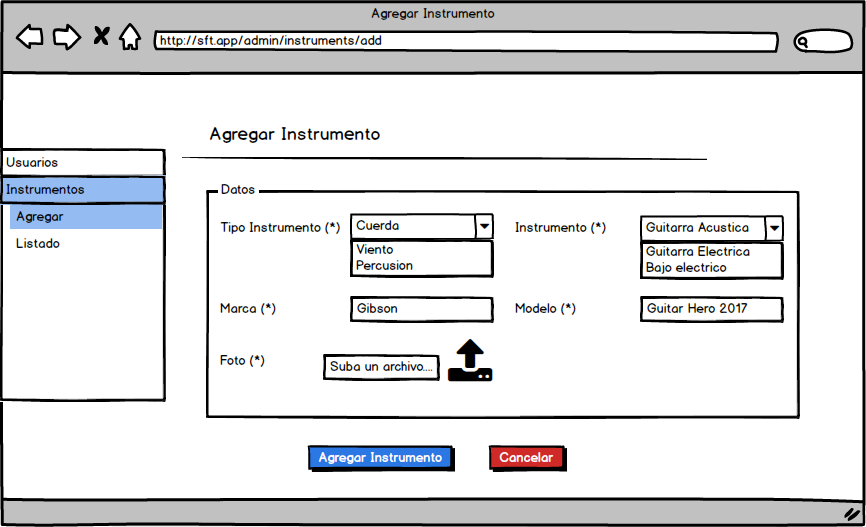 Agregar Instrumento
http://sft.app/admin/instruments/add
Agregar Instrumento
Usuarios
Instrumentos
Agregar
Listado
Datos
Tipo Instrumento (*)
Cuerda
Viento
Percusion
Instrumento (*)
Guitarra Acustica
Guitarra Electrica
Bajo electrico
Marca (*)
Gibson
Modelo (*)
Guitar Hero 2017
Foto (*)
Suba un archivo....
Agregar Instrumento
Cancelar